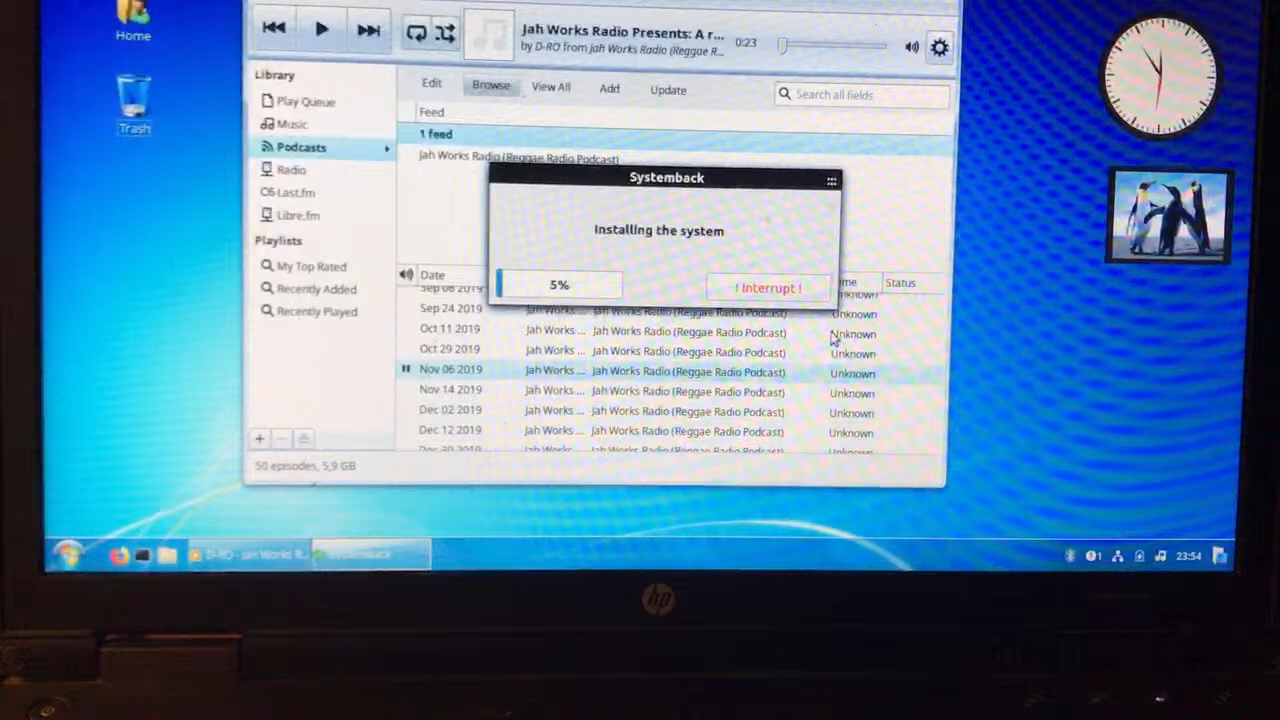 Home
Trash
Jah Works Radio Presents: A r...
by D-RO from Jah Works Radio (Reggae R...
0:23
Library
Play Queue
Music
Podcasts
Radio
Last.fm
Libre.fm
Playlists
My Top Rated
Recently Added
Recently Played
Edit Browse View All Add Update
Search all fields
Feed
1 feed
Jah Works Radio (Reggae Radio Podcast)
Systemback
Installing the system
5%
! Interrupt !
Date
Status
Sep 24 2019 Jah Works ... Jah Works Radio (Reggae Radio Podcast) Unknown
Oct 11 2019 Jah Works ... Jah Works Radio (Reggae Radio Podcast) Unknown
Oct 29 2019 Jah Works ... Jah Works Radio (Reggae Radio Podcast) Unknown
Nov 06 2019 Jah Works ... Jah Works Radio (Reggae Radio Podcast) Unknown
Nov 14 2019 Jah Works ... Jah Works Radio (Reggae Radio Podcast) Unknown
Dec 02 2019 Jah Works ... Jah Works Radio (Reggae Radio Podcast) Unknown
Dec 12 2019 Jah Works ... Jah Works Radio (Reggae Radio Podcast) Unknown
50 episodes, 5,9 GB
D-RO - Jah Works R...
Systemback
23:54
hp